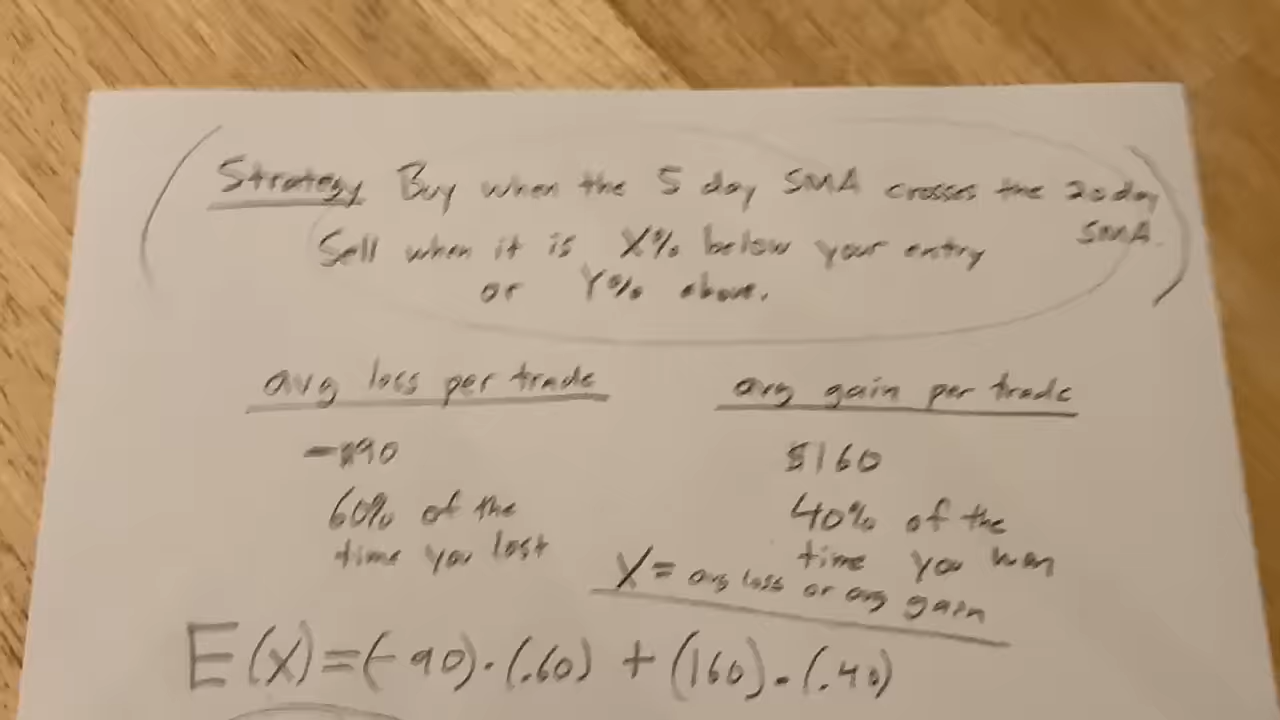 Strategy Buy when the 5 day SMA crosses the 20 day
SMA.
Sell when it is X% below your entry
or Y% above.
avg loss per trade
avg gain per trade
-$90
$160
60% of the
time you lost
40% of the
time you won
X = avg loss or avg gain
E(X)=(-90)·(.60) + (160)·(.40)